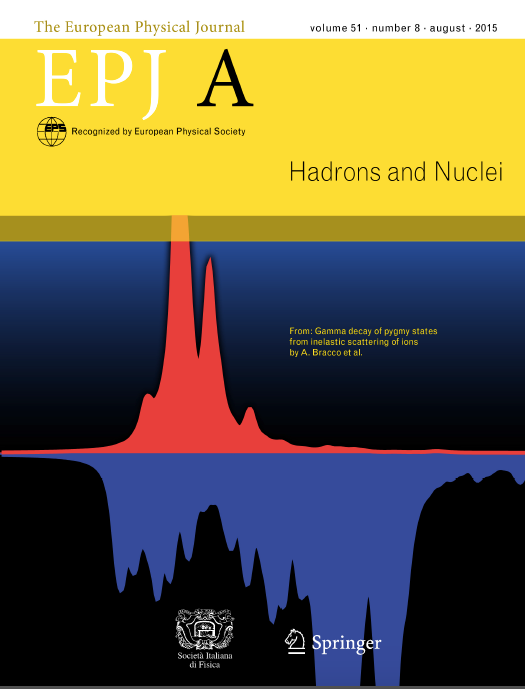 The European Physical Journal
volume 51 · number 8 · august · 2015
EPJ A
EPS
Recognized by European Physical Society
Hadrons and Nuclei
From: Gamma decay of pygmy states
from inelastic scattering of ions
by A. Bracco et al.
Società Italiana
di Fisica
Springer